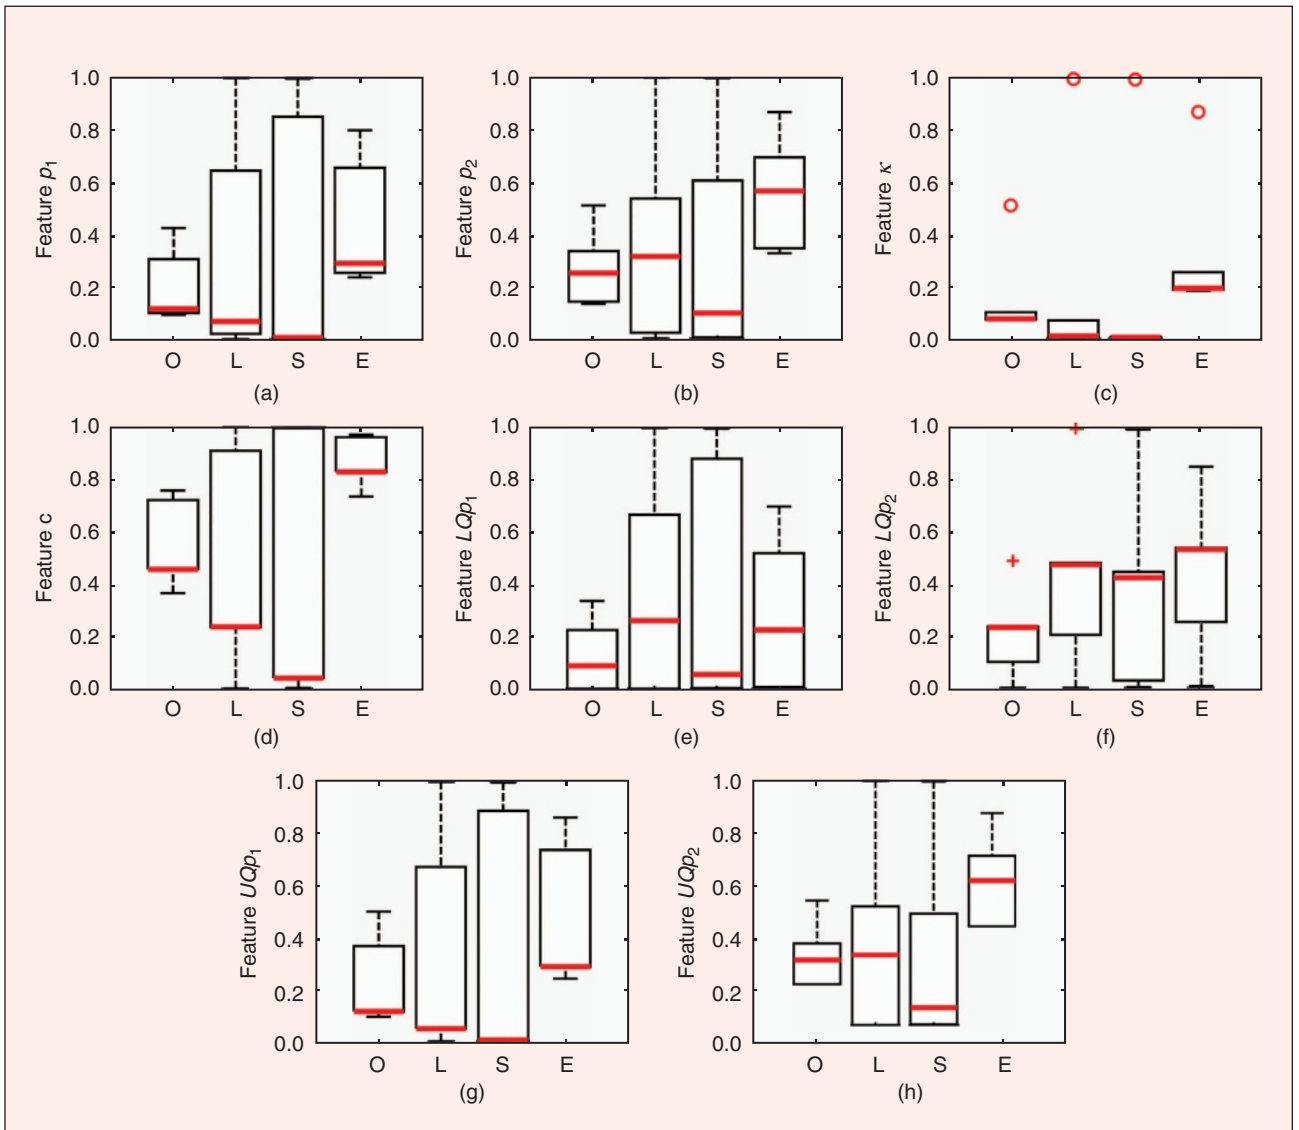 Feature p1
1.0
0.8
0.6
0.4
0.2
0.0
O L S E
(a)
Feature p2
1.0
0.8
0.6
0.4
0.2
0.0
O L S E
(b)
Feature κ
1.0
0.8
0.6
0.4
0.2
0.0
O L S E
(c)
Feature c
1.0
0.8
0.6
0.4
0.2
0.0
O L S E
(d)
Feature LQp1
1.0
0.8
0.6
0.4
0.2
0.0
O L S E
(e)
Feature LQp2
1.0
0.8
0.6
0.4
0.2
0.0
O L S E
(f)
Feature UQp1
1.0
0.8
0.6
0.4
0.2
0.0
O L S E
(g)
Feature UQp2
1.0
0.8
0.6
0.4
0.2
0.0
O L S E
(h)